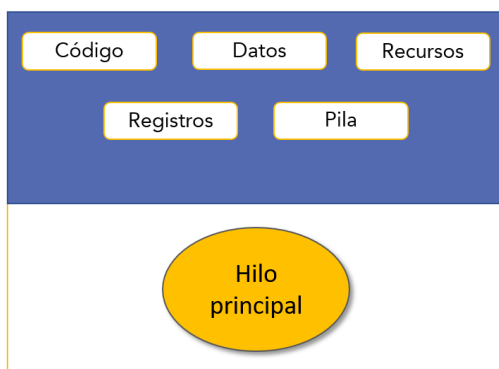 Código
Datos
Recursos
Registros
Pila
Hilo
principal